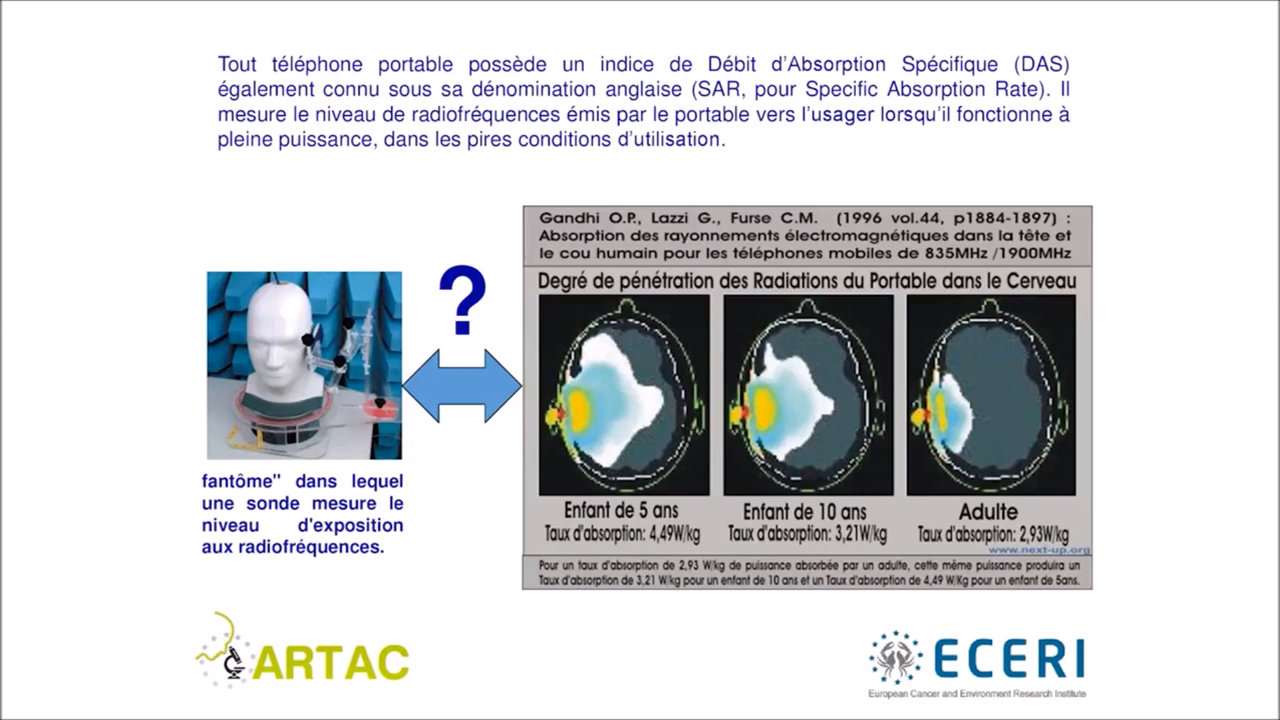 Tout téléphone portable possède un indice de Débit d'Absorption Spécifique (DAS)
également connu sous sa dénomination anglaise (SAR, pour Specific Absorption Rate). Il
mesure le niveau de radiofréquences émis par le portable vers l'usager lorsqu'il fonctionne à
pleine puissance, dans les pires conditions d'utilisation.
?
fantôme" dans lequel
une sonde mesure le
niveau d'exposition
aux radiofréquences.
Gandhi O.P., Lazzi G., Furse C.M. (1996 vol.44, p1884-1897) :
Absorption des rayonnements électromagnétiques dans la tête et
le cou humain pour les téléphones mobiles de 835MHz /1900MHz
Degré de pénétration des Radiations du Portable dans le Cerveau
Enfant de 5 ans
Taux d'absorption: 4,49W/kg
Enfant de 10 ans
Taux d'absorption: 3,21W/kg
Adulte
Taux d'absorption: 2,93W/kg
www.next-up.org
Pour un taux d'absorption de 2,93 W/kg de puissance absorbée par un adulte, cette même puissance produira un
Taux d'absorption de 3,21 W/kg pour un enfant de 10 ans et un Taux d'absorption de 4,49 W/Kg pour un enfant de 5ans.
ARTAC
ECERI
European Cancer and Environment Research Institute